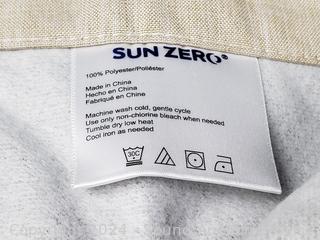 SUN ZERO®
100% Polyester/Poliéster
Made in China
Hecho en China
Fabriqué en Chine
Machine wash cold, gentle cycle
Use only non-chlorine bleach when needed
Tumble dry low heat
Cool iron as needed
30C